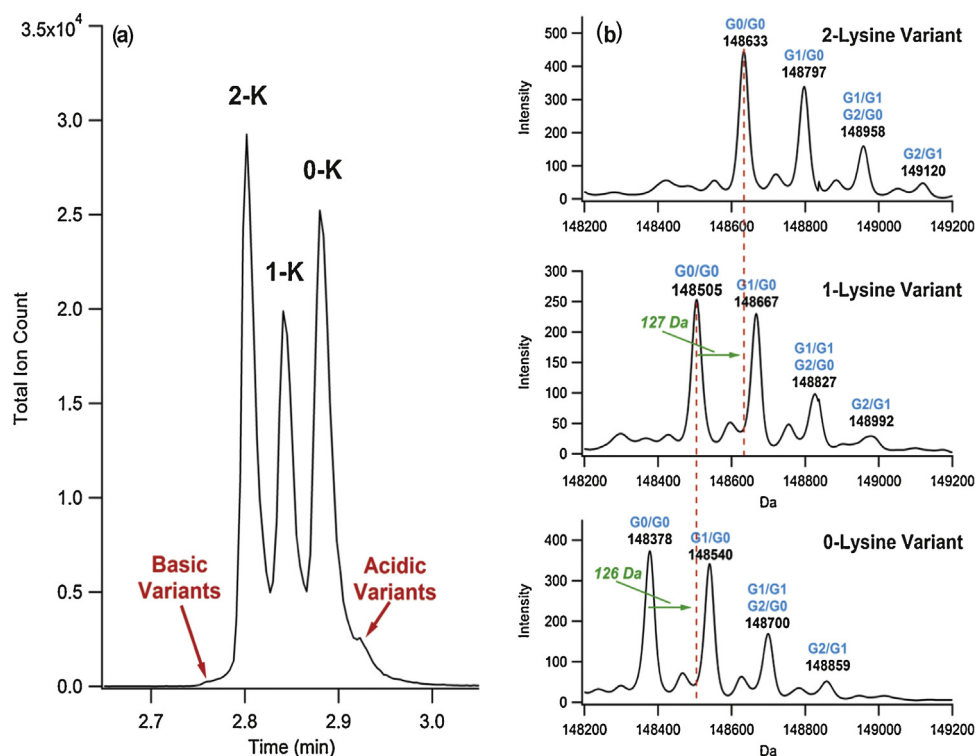 (a)
3.5x10⁴
3.0
2.5
2.0
1.5
1.0
0.5
0.0
Total Ion Count
2-K
0-K
1-K
Basic
Variants
Acidic
Variants
2.7
2.8
2.9
3.0
Time (min)
(b)
2-Lysine Variant
500
400
300
200
100
0
Intensity
G0/G0
148633
G1/G0
148797
G1/G1
G2/G0
148958
G2/G1
149120
148200
148400
148600
148800
149000
149200
1-Lysine Variant
300
250
200
150
100
50
0
Intensity
G0/G0
148505
G1/G0
148667
127 Da
G1/G1
G2/G0
148827
G2/G1
148992
148200
148400
148600
148800
149000
149200
Da
0-Lysine Variant
400
300
200
100
0
Intensity
G0/G0
148378
G1/G0
148540
126 Da
G1/G1
G2/G0
148700
G2/G1
148859
148200
148400
148600
148800
149000
149200
Da